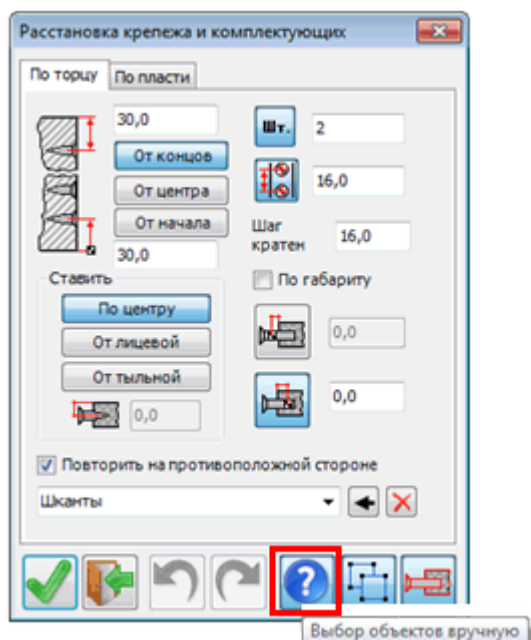 Расстановка крепежа и комплектующих
По торцу
По пласти
30,0
Шт.
2
От концов
От центра
16,0
От начала
Шаг кратен
16,0
30,0
Ставить
По габариту
По центру
От лицевой
0,0
От тыльной
0,0
0,0
Повторить на противоположной стороне
Шканты
?
Выбор объектов вручную